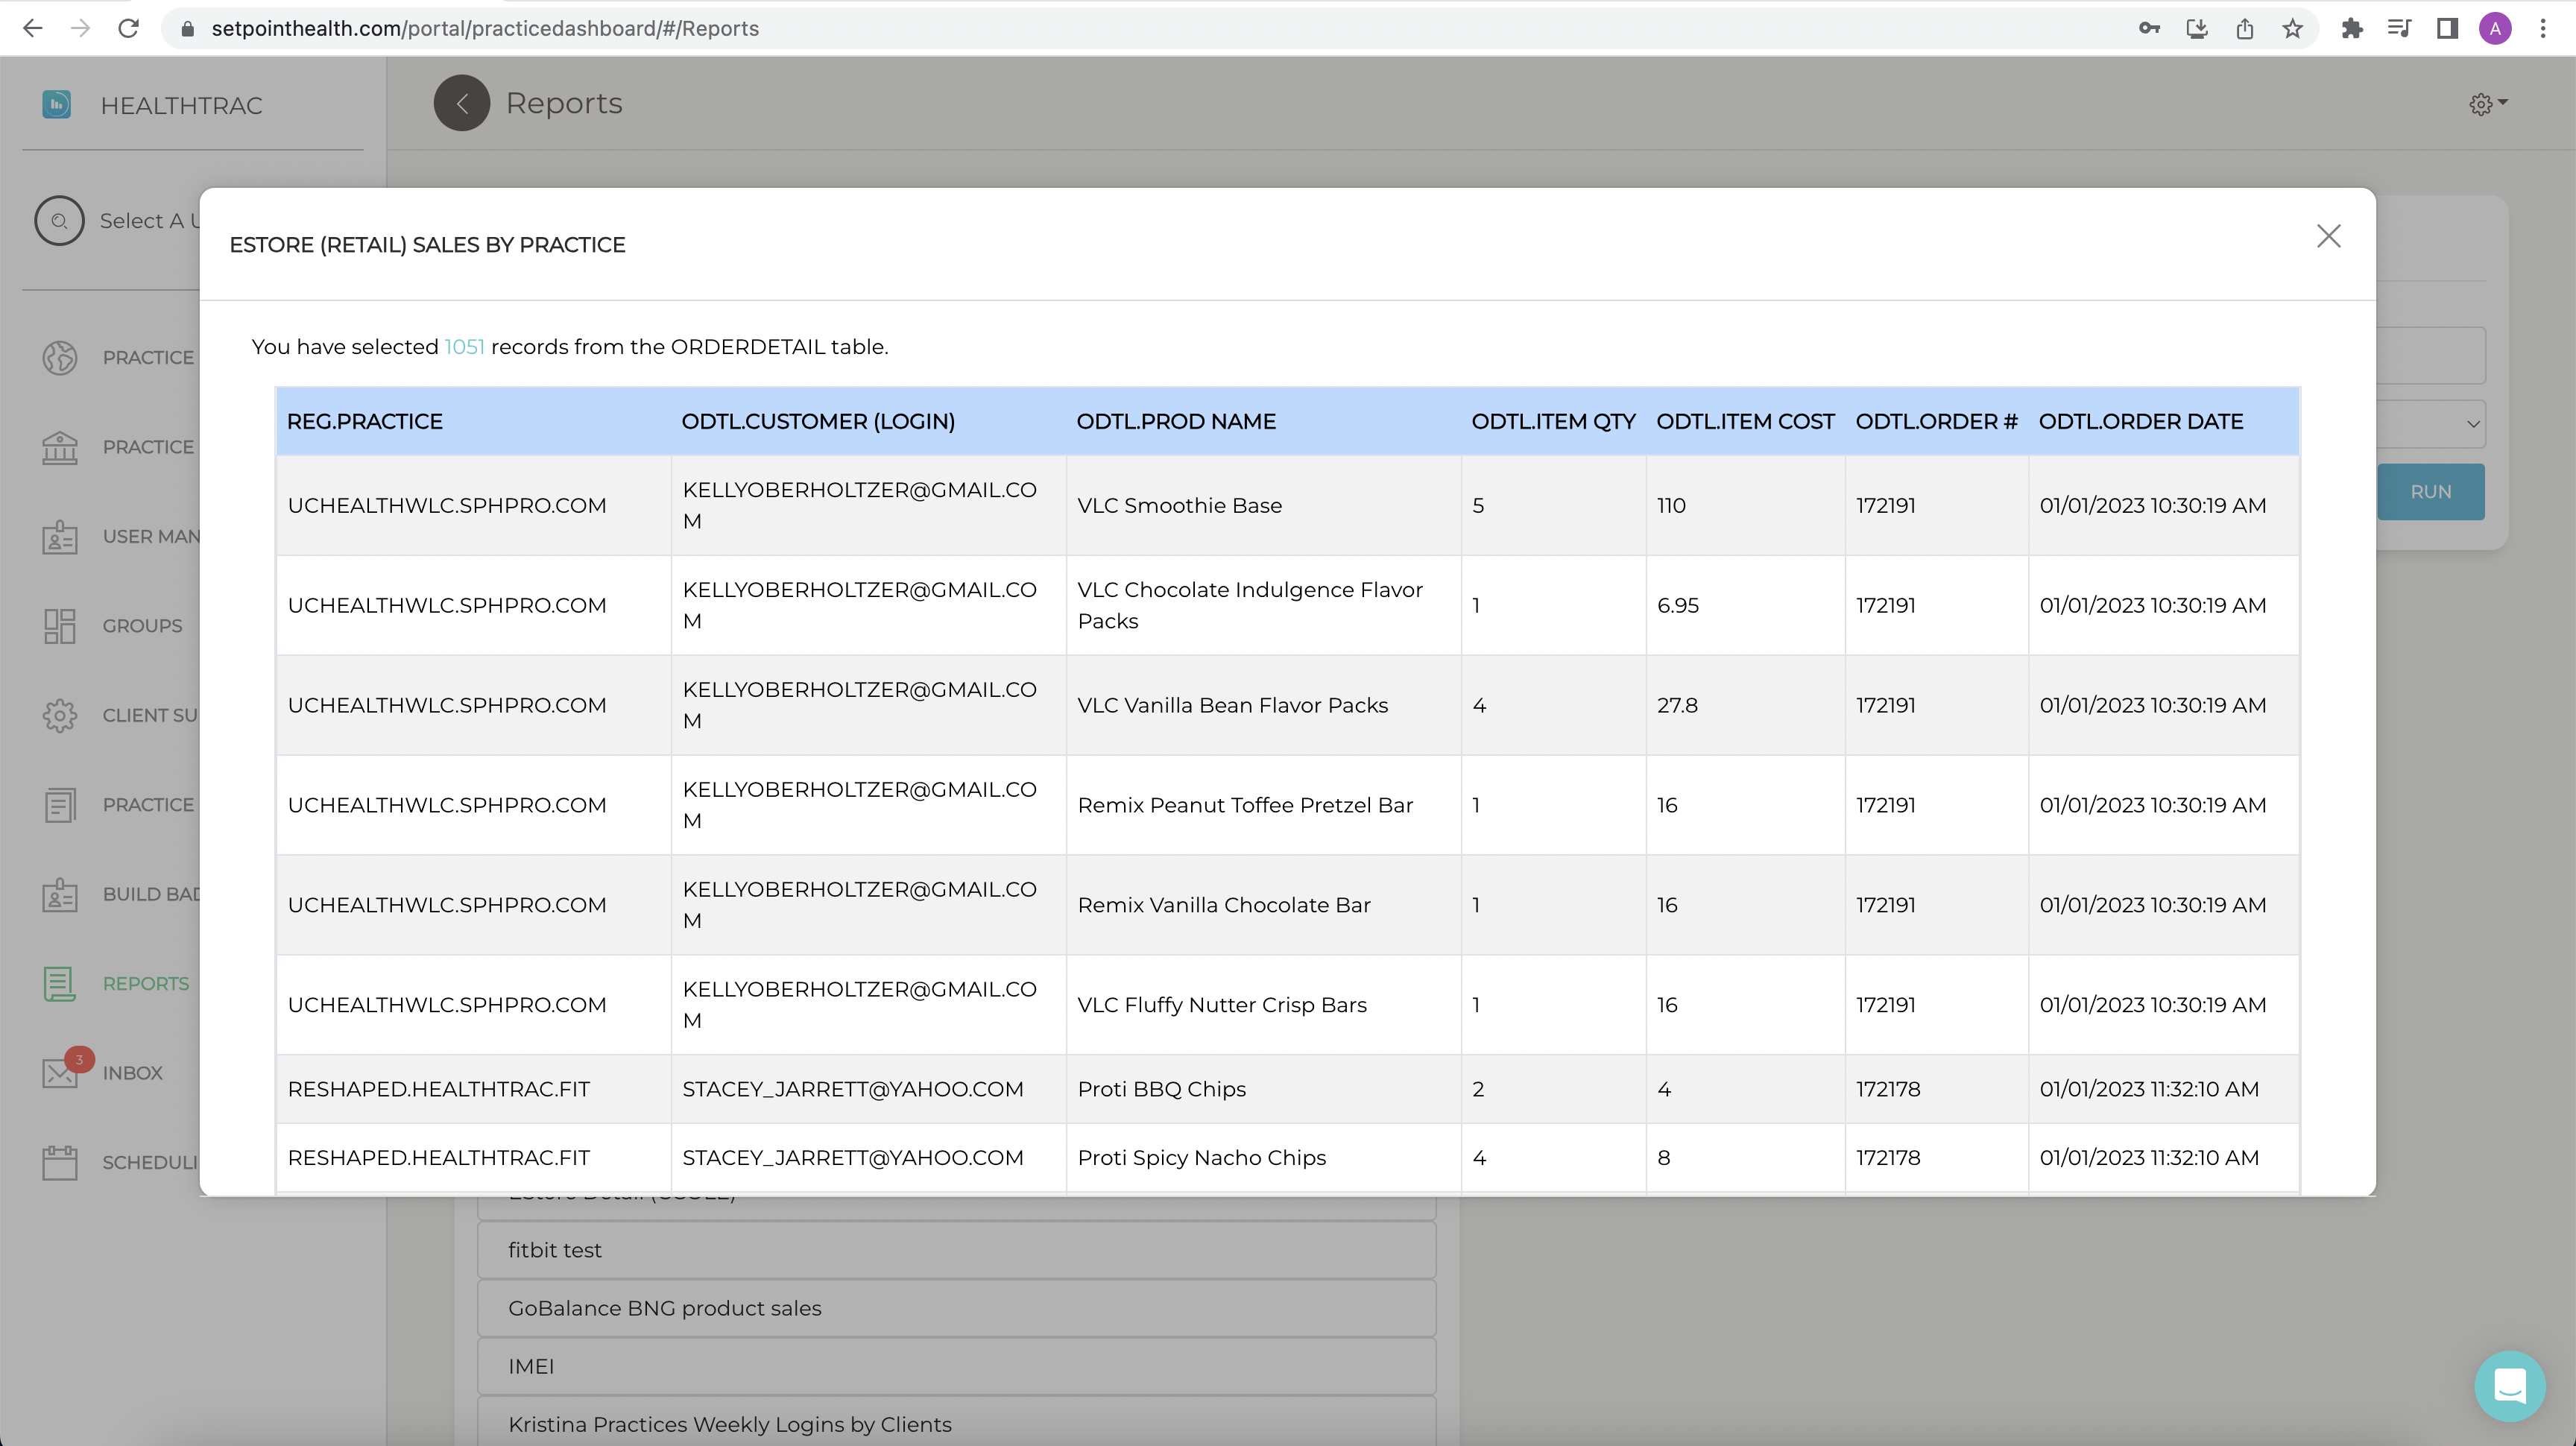 setpointhealth.com/portal/practicedashboard/#/Reports
A
HEALTHTRAC
Reports
Select A U
ESTORE (RETAIL) SALES BY PRACTICE
You have selected 1051 records from the ORDERDETAIL table.
REG.PRACTICE ODTL.CUSTOMER (LOGIN) ODTL.PROD NAME ODTL.ITEM QTY ODTL.ITEM COST ODTL.ORDER # ODTL.ORDER DATE
UCHEALTHWLC.SPHPRO.COM KELLYOBERHOLTZER@GMAIL.CO
M VLC Smoothie Base 5 110 172191 01/01/2023 10:30:19 AM
UCHEALTHWLC.SPHPRO.COM KELLYOBERHOLTZER@GMAIL.CO
M VLC Chocolate Indulgence Flavor
Packs 1 6.95 172191 01/01/2023 10:30:19 AM
UCHEALTHWLC.SPHPRO.COM KELLYOBERHOLTZER@GMAIL.CO
M VLC Vanilla Bean Flavor Packs 4 27.8 172191 01/01/2023 10:30:19 AM
UCHEALTHWLC.SPHPRO.COM KELLYOBERHOLTZER@GMAIL.CO
M Remix Peanut Toffee Pretzel Bar 1 16 172191 01/01/2023 10:30:19 AM
UCHEALTHWLC.SPHPRO.COM KELLYOBERHOLTZER@GMAIL.CO
M Remix Vanilla Chocolate Bar 1 16 172191 01/01/2023 10:30:19 AM
UCHEALTHWLC.SPHPRO.COM KELLYOBERHOLTZER@GMAIL.CO
M VLC Fluffy Nutter Crisp Bars 1 16 172191 01/01/2023 10:30:19 AM
RESHAPED.HEALTHTRAC.FIT STACEY_JARRETT@YAHOO.COM Proti BBQ Chips 2 4 172178 01/01/2023 11:32:10 AM
RESHAPED.HEALTHTRAC.FIT STACEY_JARRETT@YAHOO.COM Proti Spicy Nacho Chips 4 8 172178 01/01/2023 11:32:10 AM
PRACTICE
PRACTICE
USER MAN
GROUPS
CLIENT SU
PRACTICE
BUILD BAD
REPORTS
3
INBOX
SCHEDULI
RUN
fitbit test
GoBalance BNG product sales
IMEI
Kristina Practices Weekly Logins by Clients